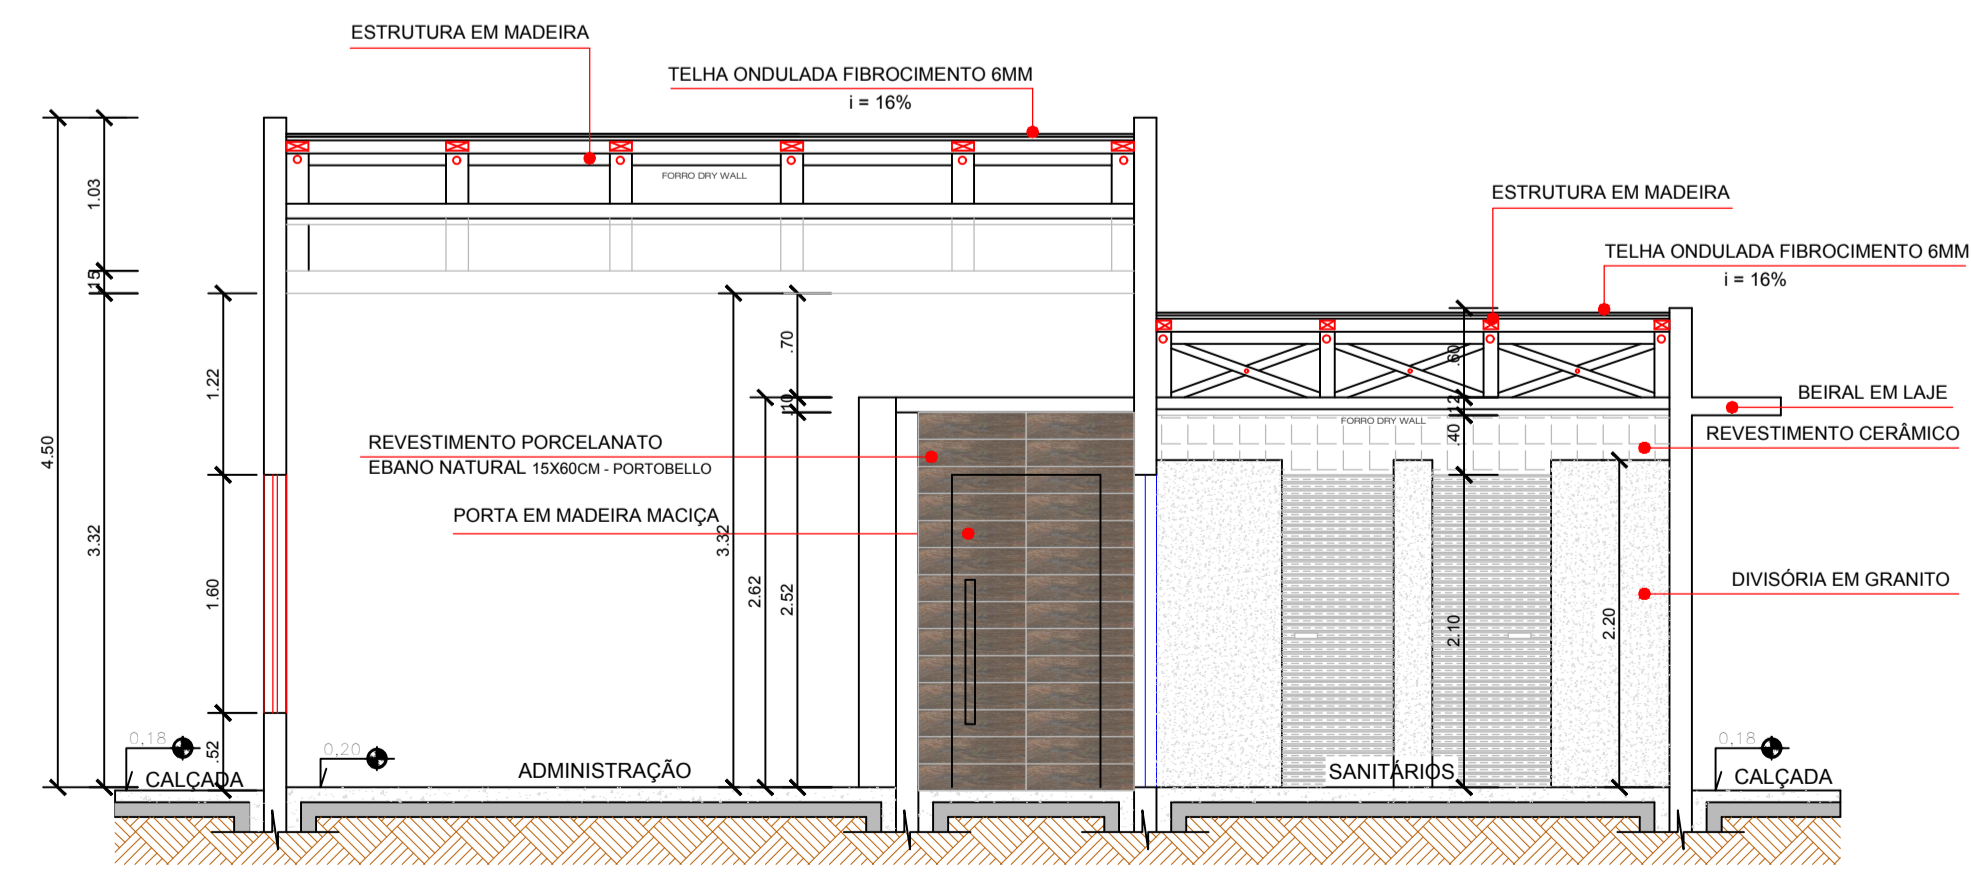 ESTRUTURA EM MADEIRA
TELHA ONDULADA FIBROCIMENTO 6MM
i = 16%
FORRO DRY WALL
ESTRUTURA EM MADEIRA
TELHA ONDULADA FIBROCIMENTO 6MM
i = 16%
4.50
1.03
.15
3.32
1.22
1.60
.52
3.32
2.62
.70
.10
2.52
REVESTIMENTO PORCELANATO
EBANO NATURAL 15X60CM - PORTOBELLO
PORTA EM MADEIRA MACIÇA
.60
.12
.40
2.10
2.20
FORRO DRY WALL
BEIRAL EM LAJE
REVESTIMENTO CERÂMICO
DIVISÓRIA EM GRANITO
0,18
CALÇADA
0,20
ADMINISTRAÇÃO
SANITÁRIOS
0,18
CALÇADA